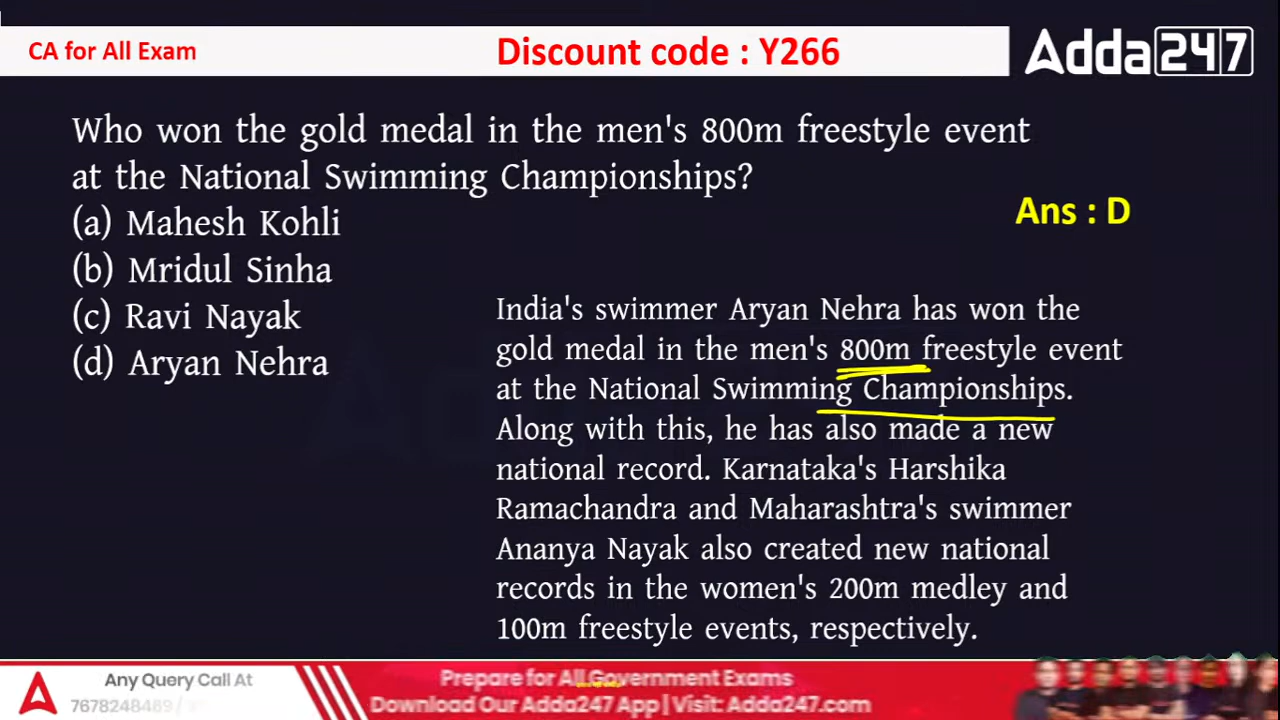 CA for All Exam
Discount code : Y266
Adda247
Who won the gold medal in the men's 800m freestyle event
at the National Swimming Championships?
(a) Mahesh Kohli
(b) Mridul Sinha
(c) Ravi Nayak
(d) Aryan Nehra
Ans : D
India's swimmer Aryan Nehra has won the
gold medal in the men's 800m freestyle event
at the National Swimming Championships.
Along with this, he has also made a new
national record. Karnataka's Harshika
Ramachandra and Maharashtra's swimmer
Ananya Nayak also created new national
records in the women's 200m medley and
100m freestyle events, respectively.
Any Query Call At
Prepare for All Government Exams
Download Our Adda247 App | Visit: Adda247.com